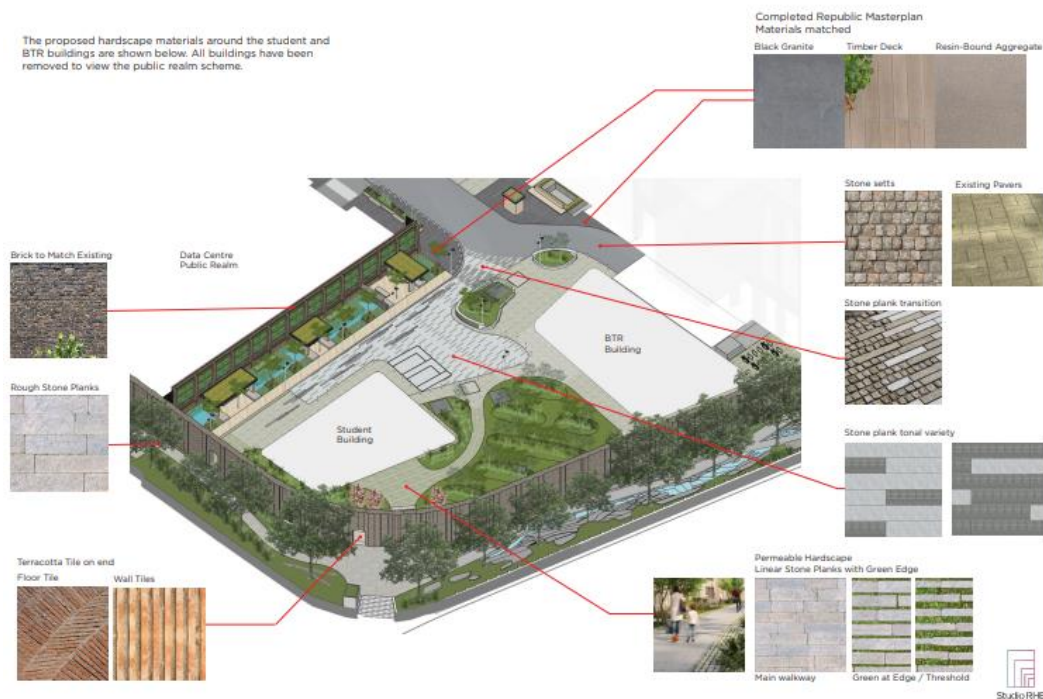 The proposed hardscape materials around the student and
BTR buildings are shown below. All buildings have been
removed to view the public realm scheme.
Completed Republic Masterplan
Materials matched
Black Granite
Timber Deck
Resin-Bound Aggregate
Stone setts
Existing Pavers
Brick to Match Existing
Data Centre
Public Realm
BTR
Building
Stone plank transition
Rough Stone Planks
Student
Building
Stone plank tonal variety
Terracotta Tile on end
Floor Tile
Wall Tiles
Permeable Hardscape
Linear Stone Planks with Green Edge
Main walkway
Green at Edge / Threshold
Studio RHE